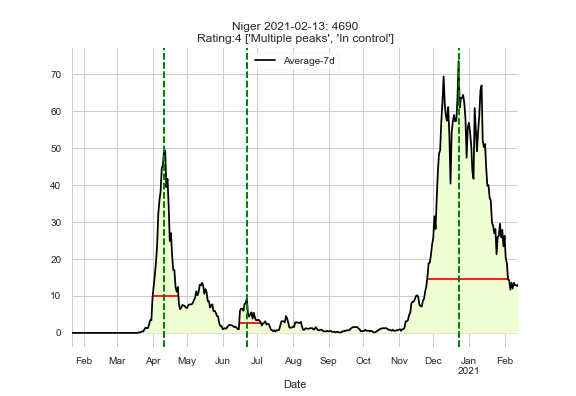 Niger 2021-02-13: 4690
Rating:4 ['Multiple peaks', 'In control']
Average-7d
70
60
50
40
30
20
10
0
Feb Mar Apr May Jun Jul Aug Sep Oct Nov Dec Jan Feb
2021
Date